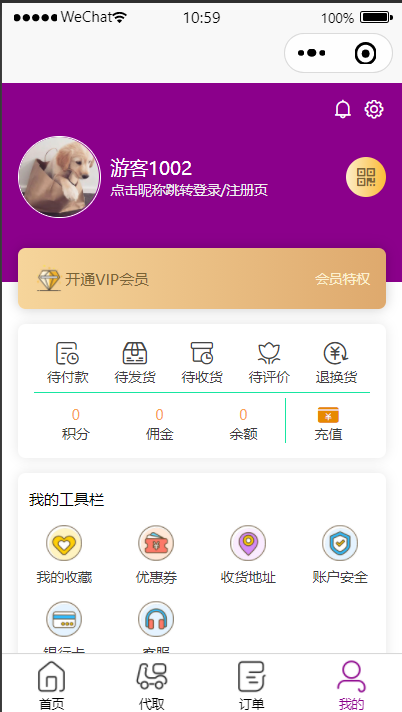 WeChat 10:59 100%
游客1002
点击昵称跳转登录/注册页
开通VIP会员 会员特权
待付款 待发货 待收货 待评价 退换货
0 0 0
积分 佣金 余额 充值
我的工具栏
我的收藏 优惠券 收货地址 账户安全
银行卡 客服
首页 代取 订单 我的